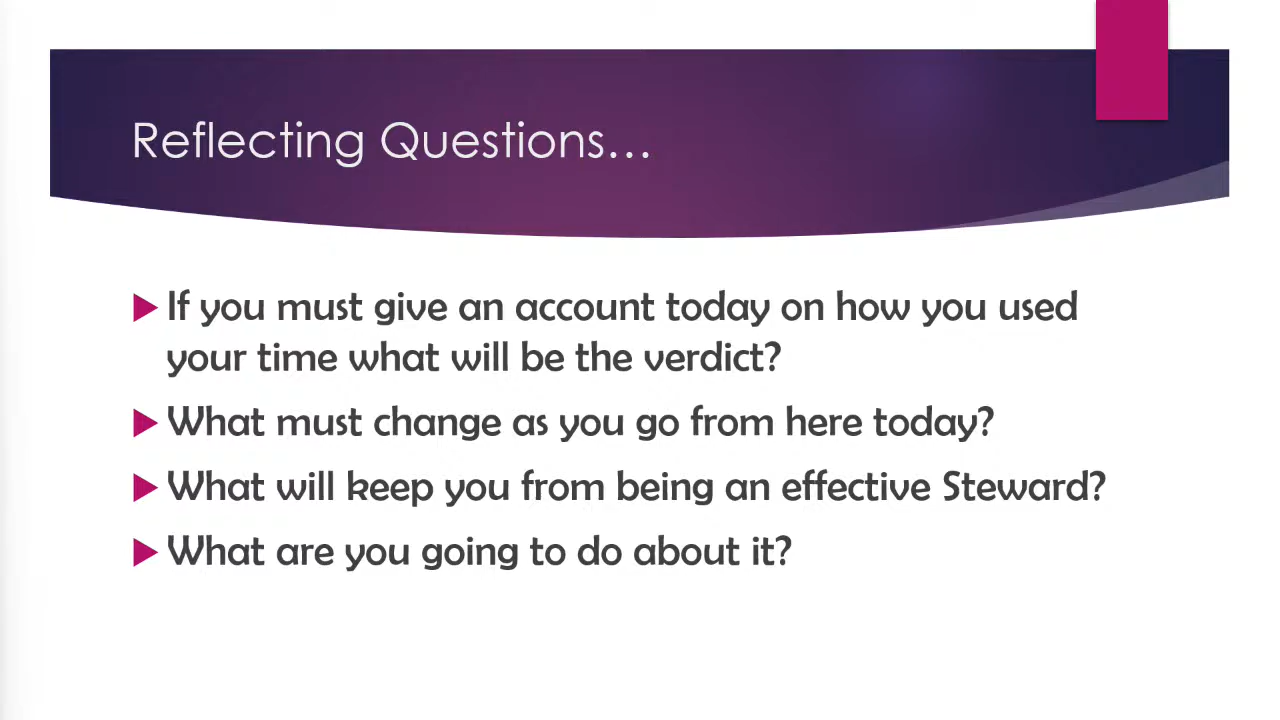 Reflecting Questions…
If you must give an account today on how you used
your time what will be the verdict?
What must change as you go from here today?
What will keep you from being an effective Steward?
What are you going to do about it?